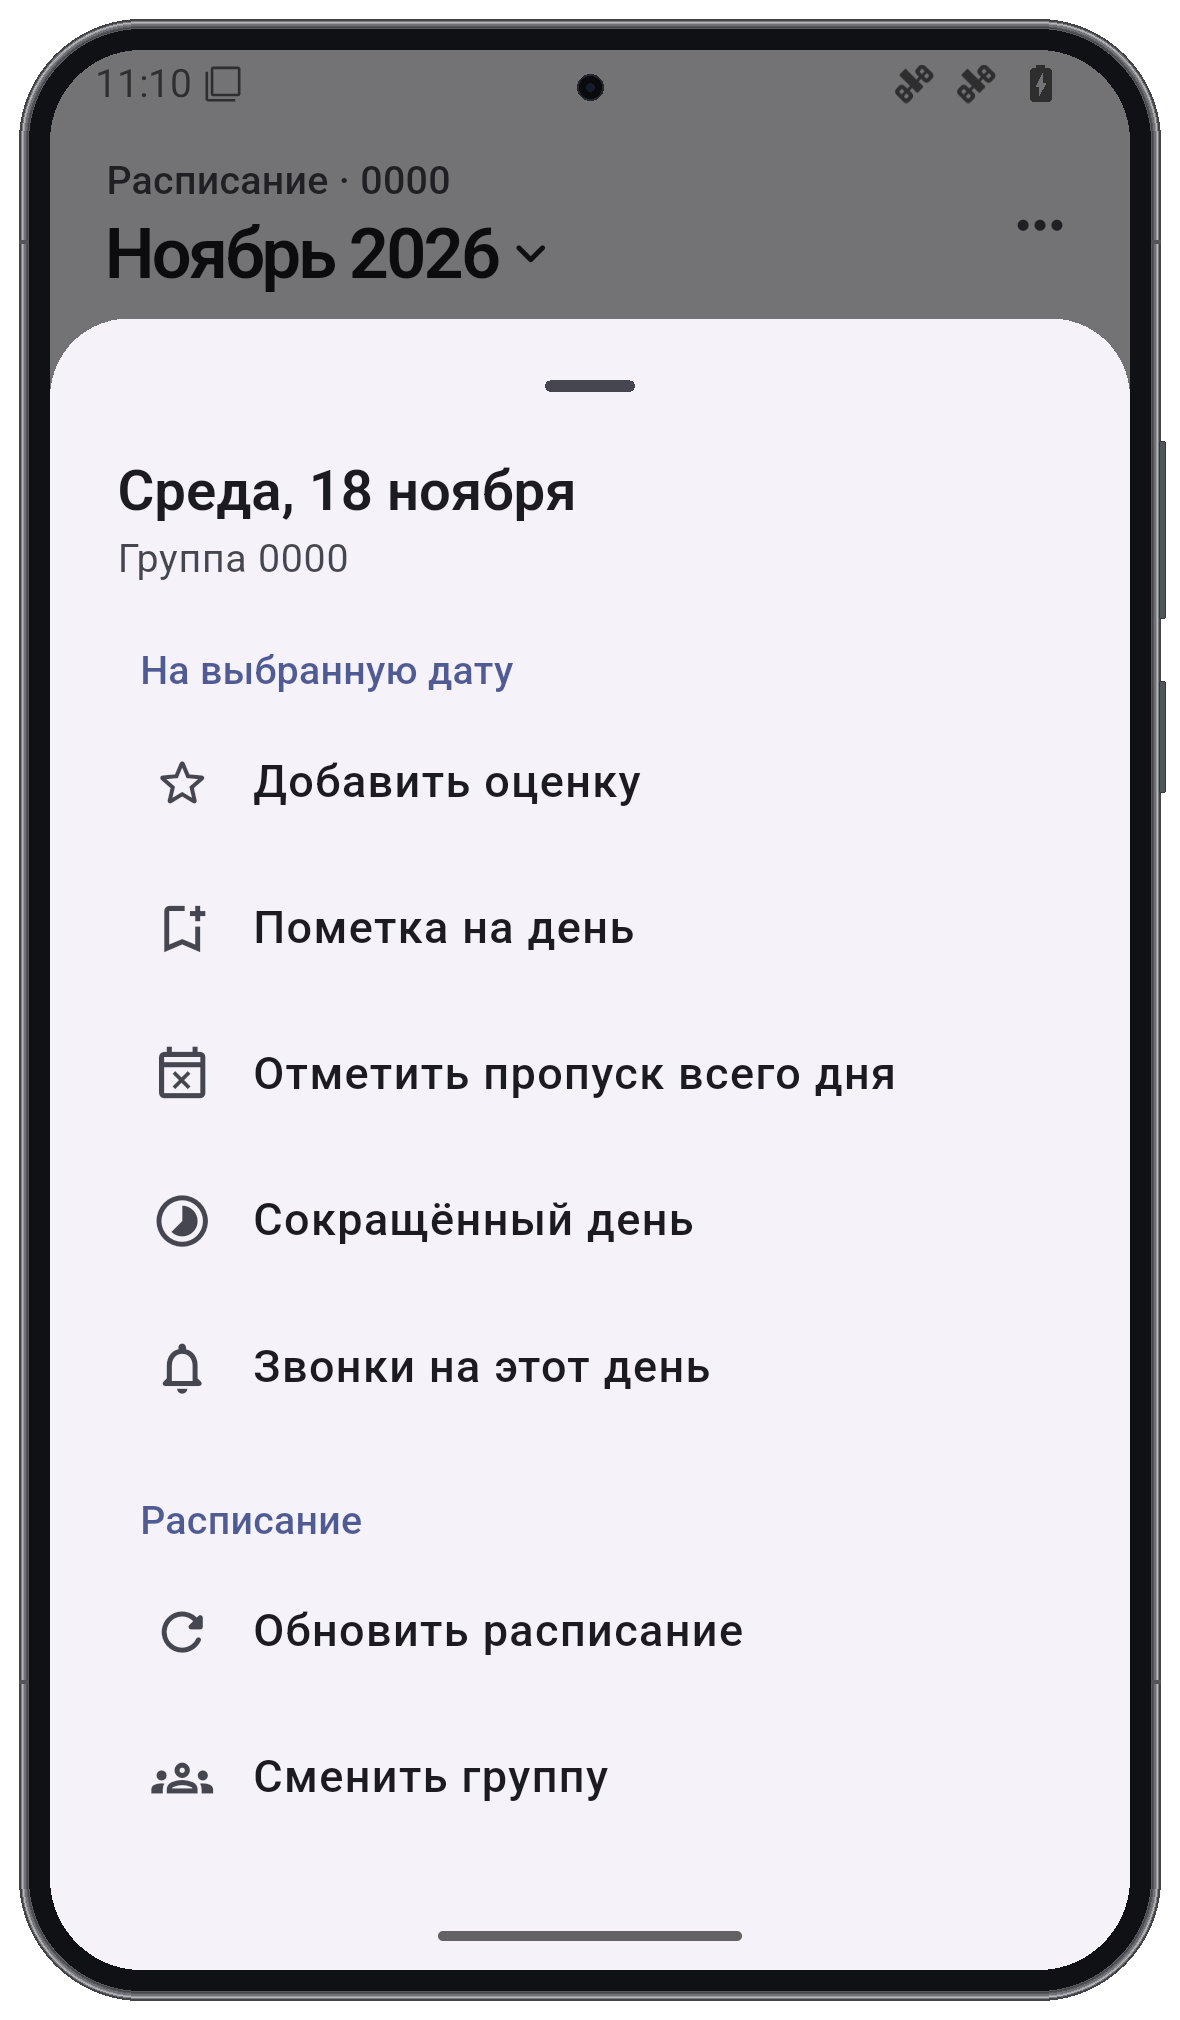 11:10
Расписание · 0000
Ноябрь 2026
Среда, 18 ноября
Группа 0000
На выбранную дату
Добавить оценку
Пометка на день
Отметить пропуск всего дня
Сокращённый день
Звонки на этот день
Расписание
Обновить расписание
Сменить группу